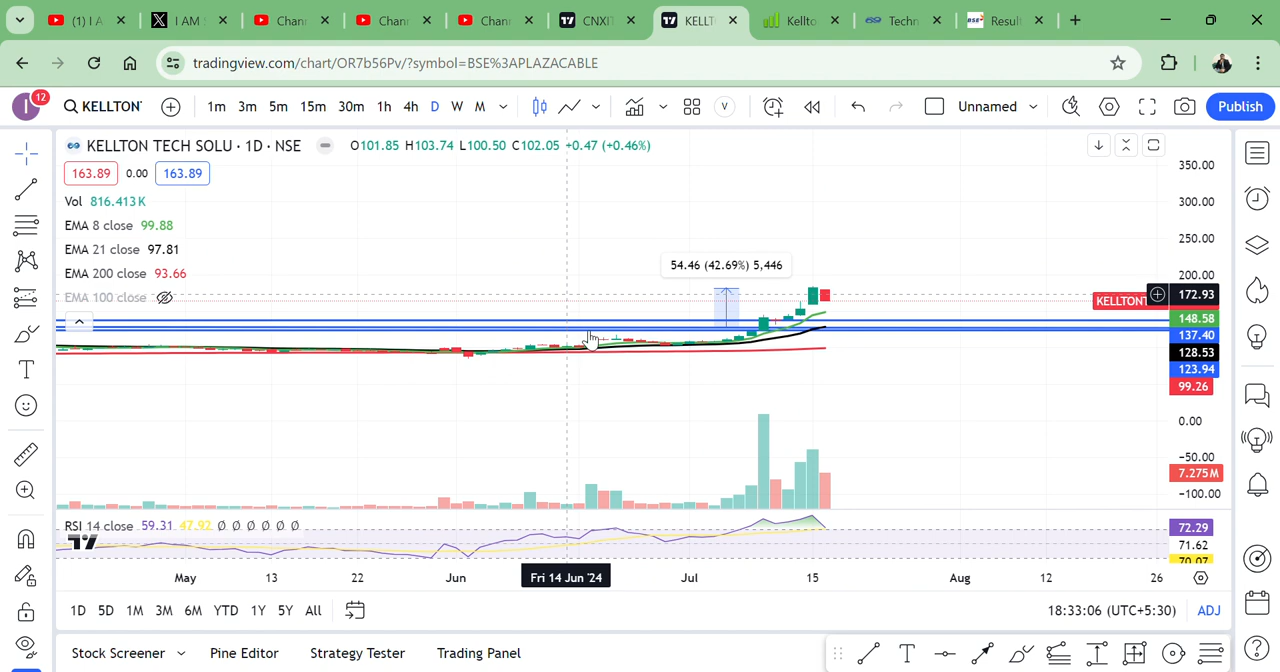 (1) I A
I AM
Chan
Chan
Chan
CNXI
KELLT
Kellto
Techn
BSE Result
tradingview.com/chart/OR7b56Pv/?symbol=BSE%3APLAZACABLE
I 12 KELLTON 1m 3m 5m 15m 30m 1h 4h D W M V Unnamed Publish
KELLTON TECH SOLU · 1D · NSE O101.85 H103.74 L100.50 C102.05 +0.47 (+0.46%)
163.89 0.00 163.89
Vol 816.413K
EMA 8 close 99.88
EMA 21 close 97.81
EMA 200 close 93.66
EMA 100 close
54.46 (42.69%) 5,446
350.00
300.00
250.00
200.00
KELLTON 172.93
148.58
137.40
128.53
123.94
99.26
0.00
-50.00
7.275M
-100.00
RSI 14 close 59.31 47.92 Ø Ø Ø Ø Ø Ø
72.29
71.62
70.07
May 13 22 Jun Fri 14 Jun '24 Jul 15 Aug 12 26
1D 5D 1M 3M 6M YTD 1Y 5Y All 18:33:06 (UTC+5:30) ADJ
Stock Screener Pine Editor Strategy Tester Trading Panel